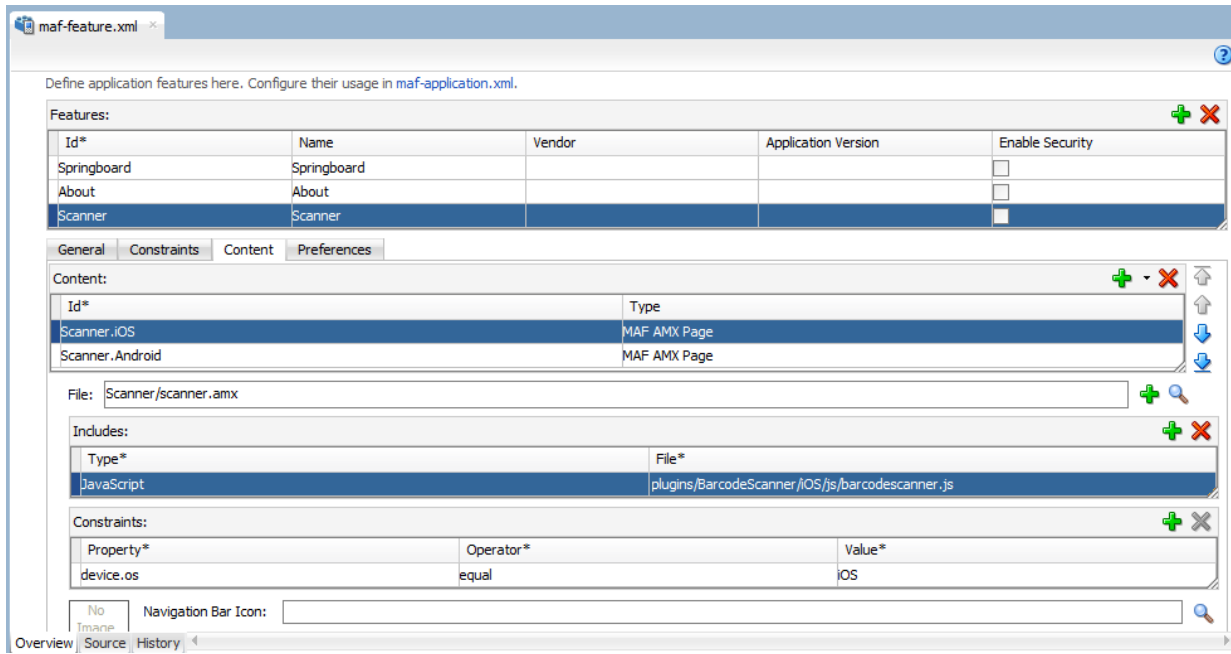 maf-feature.xml
Define application features here. Configure their usage in maf-application.xml.
Features:
Id* Name Vendor Application Version Enable Security
Springboard Springboard
About About
Scanner Scanner
General Constraints Content Preferences
Content:
Id* Type
Scanner.iOS MAF AMX Page
Scanner.Android MAF AMX Page
File: Scanner/scanner.amx
Includes:
Type* File*
JavaScript plugins/BarcodeScanner/iOS/js/barcodescanner.js
Constraints:
Property* Operator* Value*
device.os equal iOS
No Navigation Bar Icon:
Image
Overview Source History